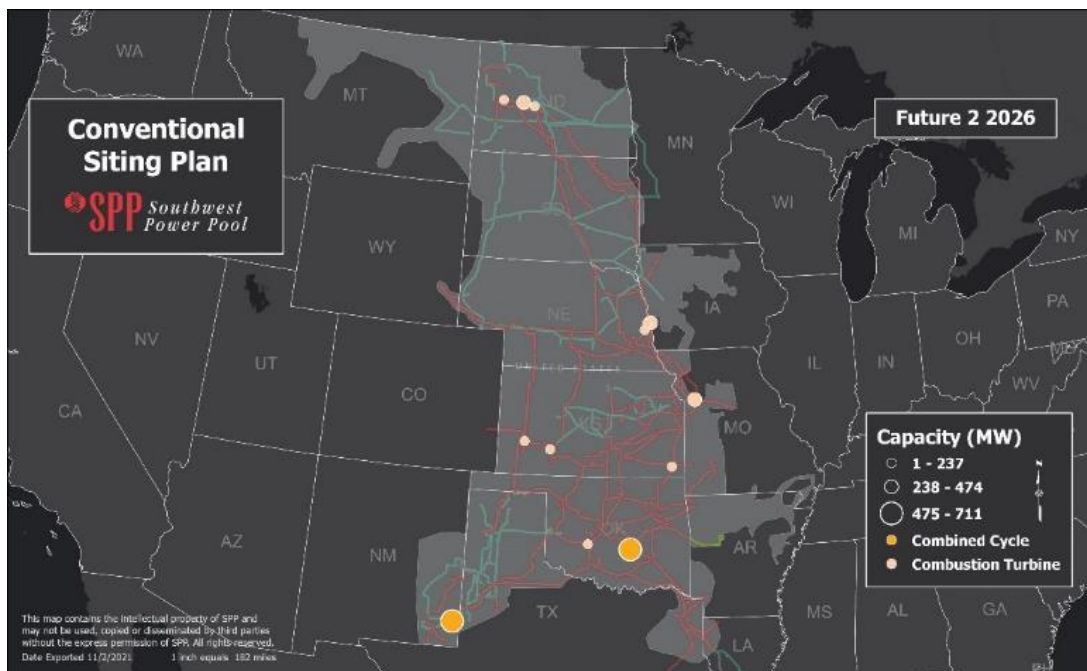 Conventional
Siting Plan
SPP Southwest
Power Pool
Future 2 2026
WA
MT
ND
MN
WI
MI
NY
WY
IA
NE
PA
NV
UT
CO
IL
IN
OH
WV
CA
UNITED STATES
KS
MO
AZ
NM
OK
AR
TX
LA
MS
AL
GA
Capacity (MW)
N
1 - 237
238 - 474
475 - 711
Combined Cycle
Combustion Turbine
This map contains the intellectual property of SPP and
may not be used, copied or disseminated by third parties
without the express permission of SPP. All rights reserved.
Date Exported 11/2/2021 1 inch equals 182 miles